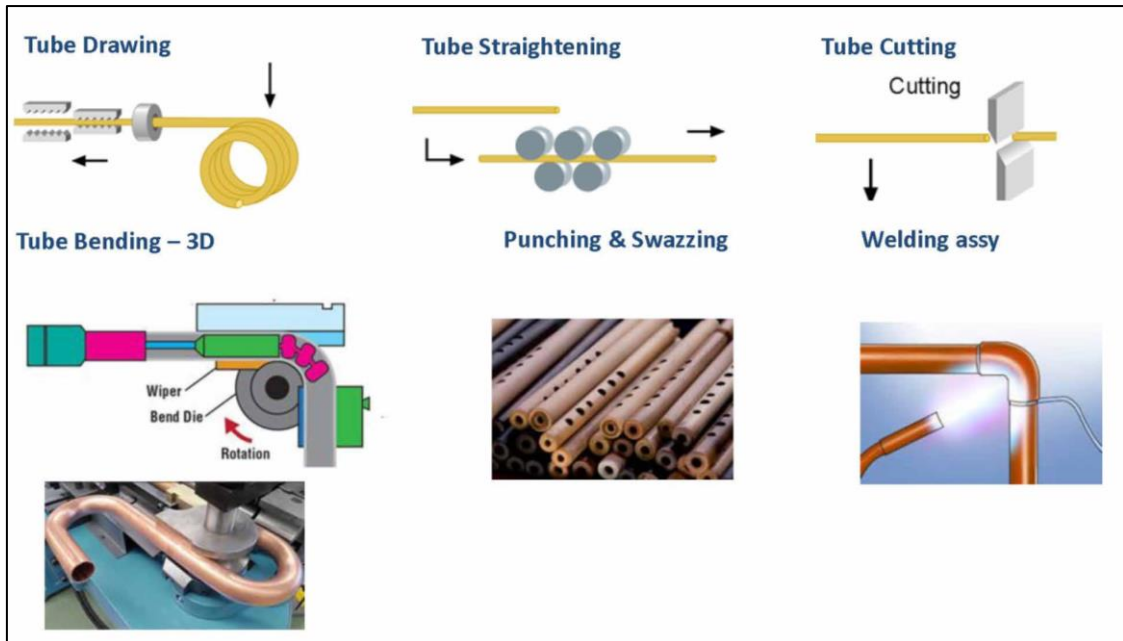 Tube Drawing
Tube Straightening
Tube Cutting
Cutting
Tube Bending – 3D
Punching & Swazzing
Welding assy
Wiper
Bend Die
Rotation